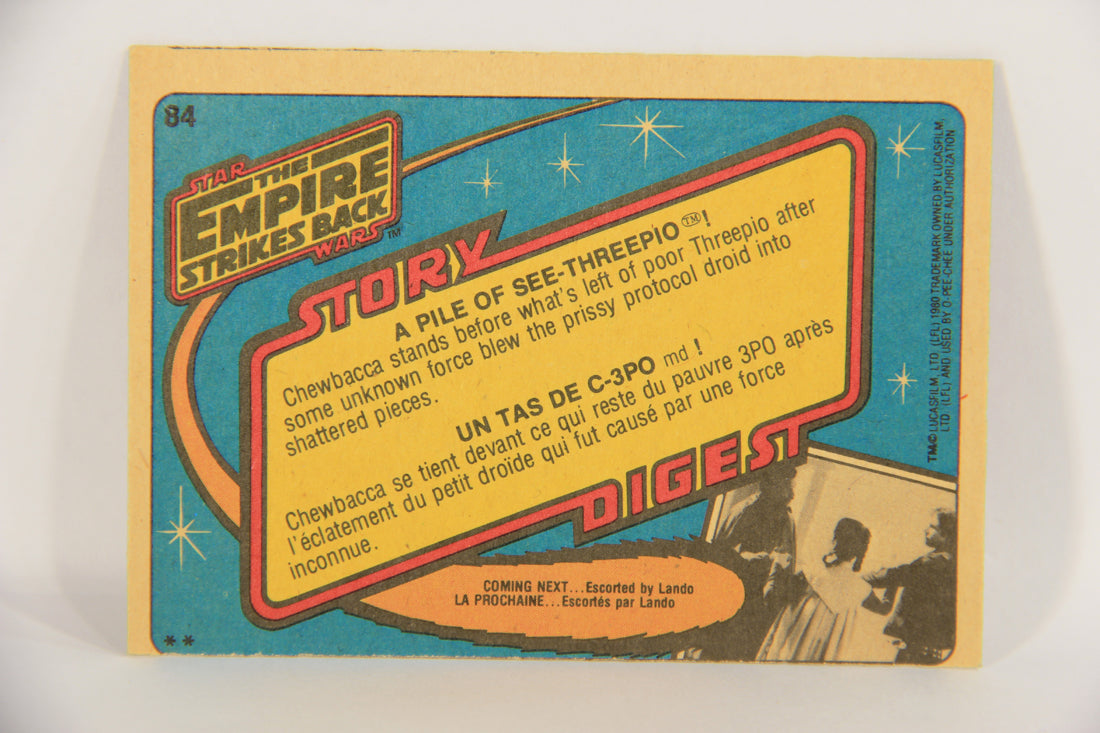 84
STAR
THE
EMPIRE
STRIKES BACK
WARS™
STORY
A PILE OF SEE-THREEPIO™!
Chewbacca stands before what's left of poor Threepio after
some unknown force blew the prissy protocol droid into
shattered pieces.
UN TAS DE C-3PO md !
Chewbacca se tient devant ce qui reste du pauvre 3PO après
l'éclatement du petit droïde qui fut causé par une force
inconnue.
DIGEST
COMING NEXT...Escorted by Lando
LA PROCHAINE...Escortés par Lando
**
TM© LUCASFILM, LTD. (LFL) 1980 TRADEMARK OWNED BY LUCASFILM,
LTD (LFL) AND USED BY O-PEE-CHEE UNDER AUTHORIZATION